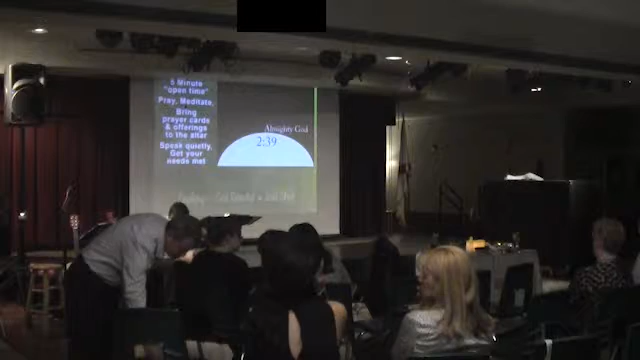 5 Minute
"open time"
Pray, Meditate,
Bring
prayer cards
& offerings
to the altar
Speak quietly.
Get your
needs met
Almighty God
2:39